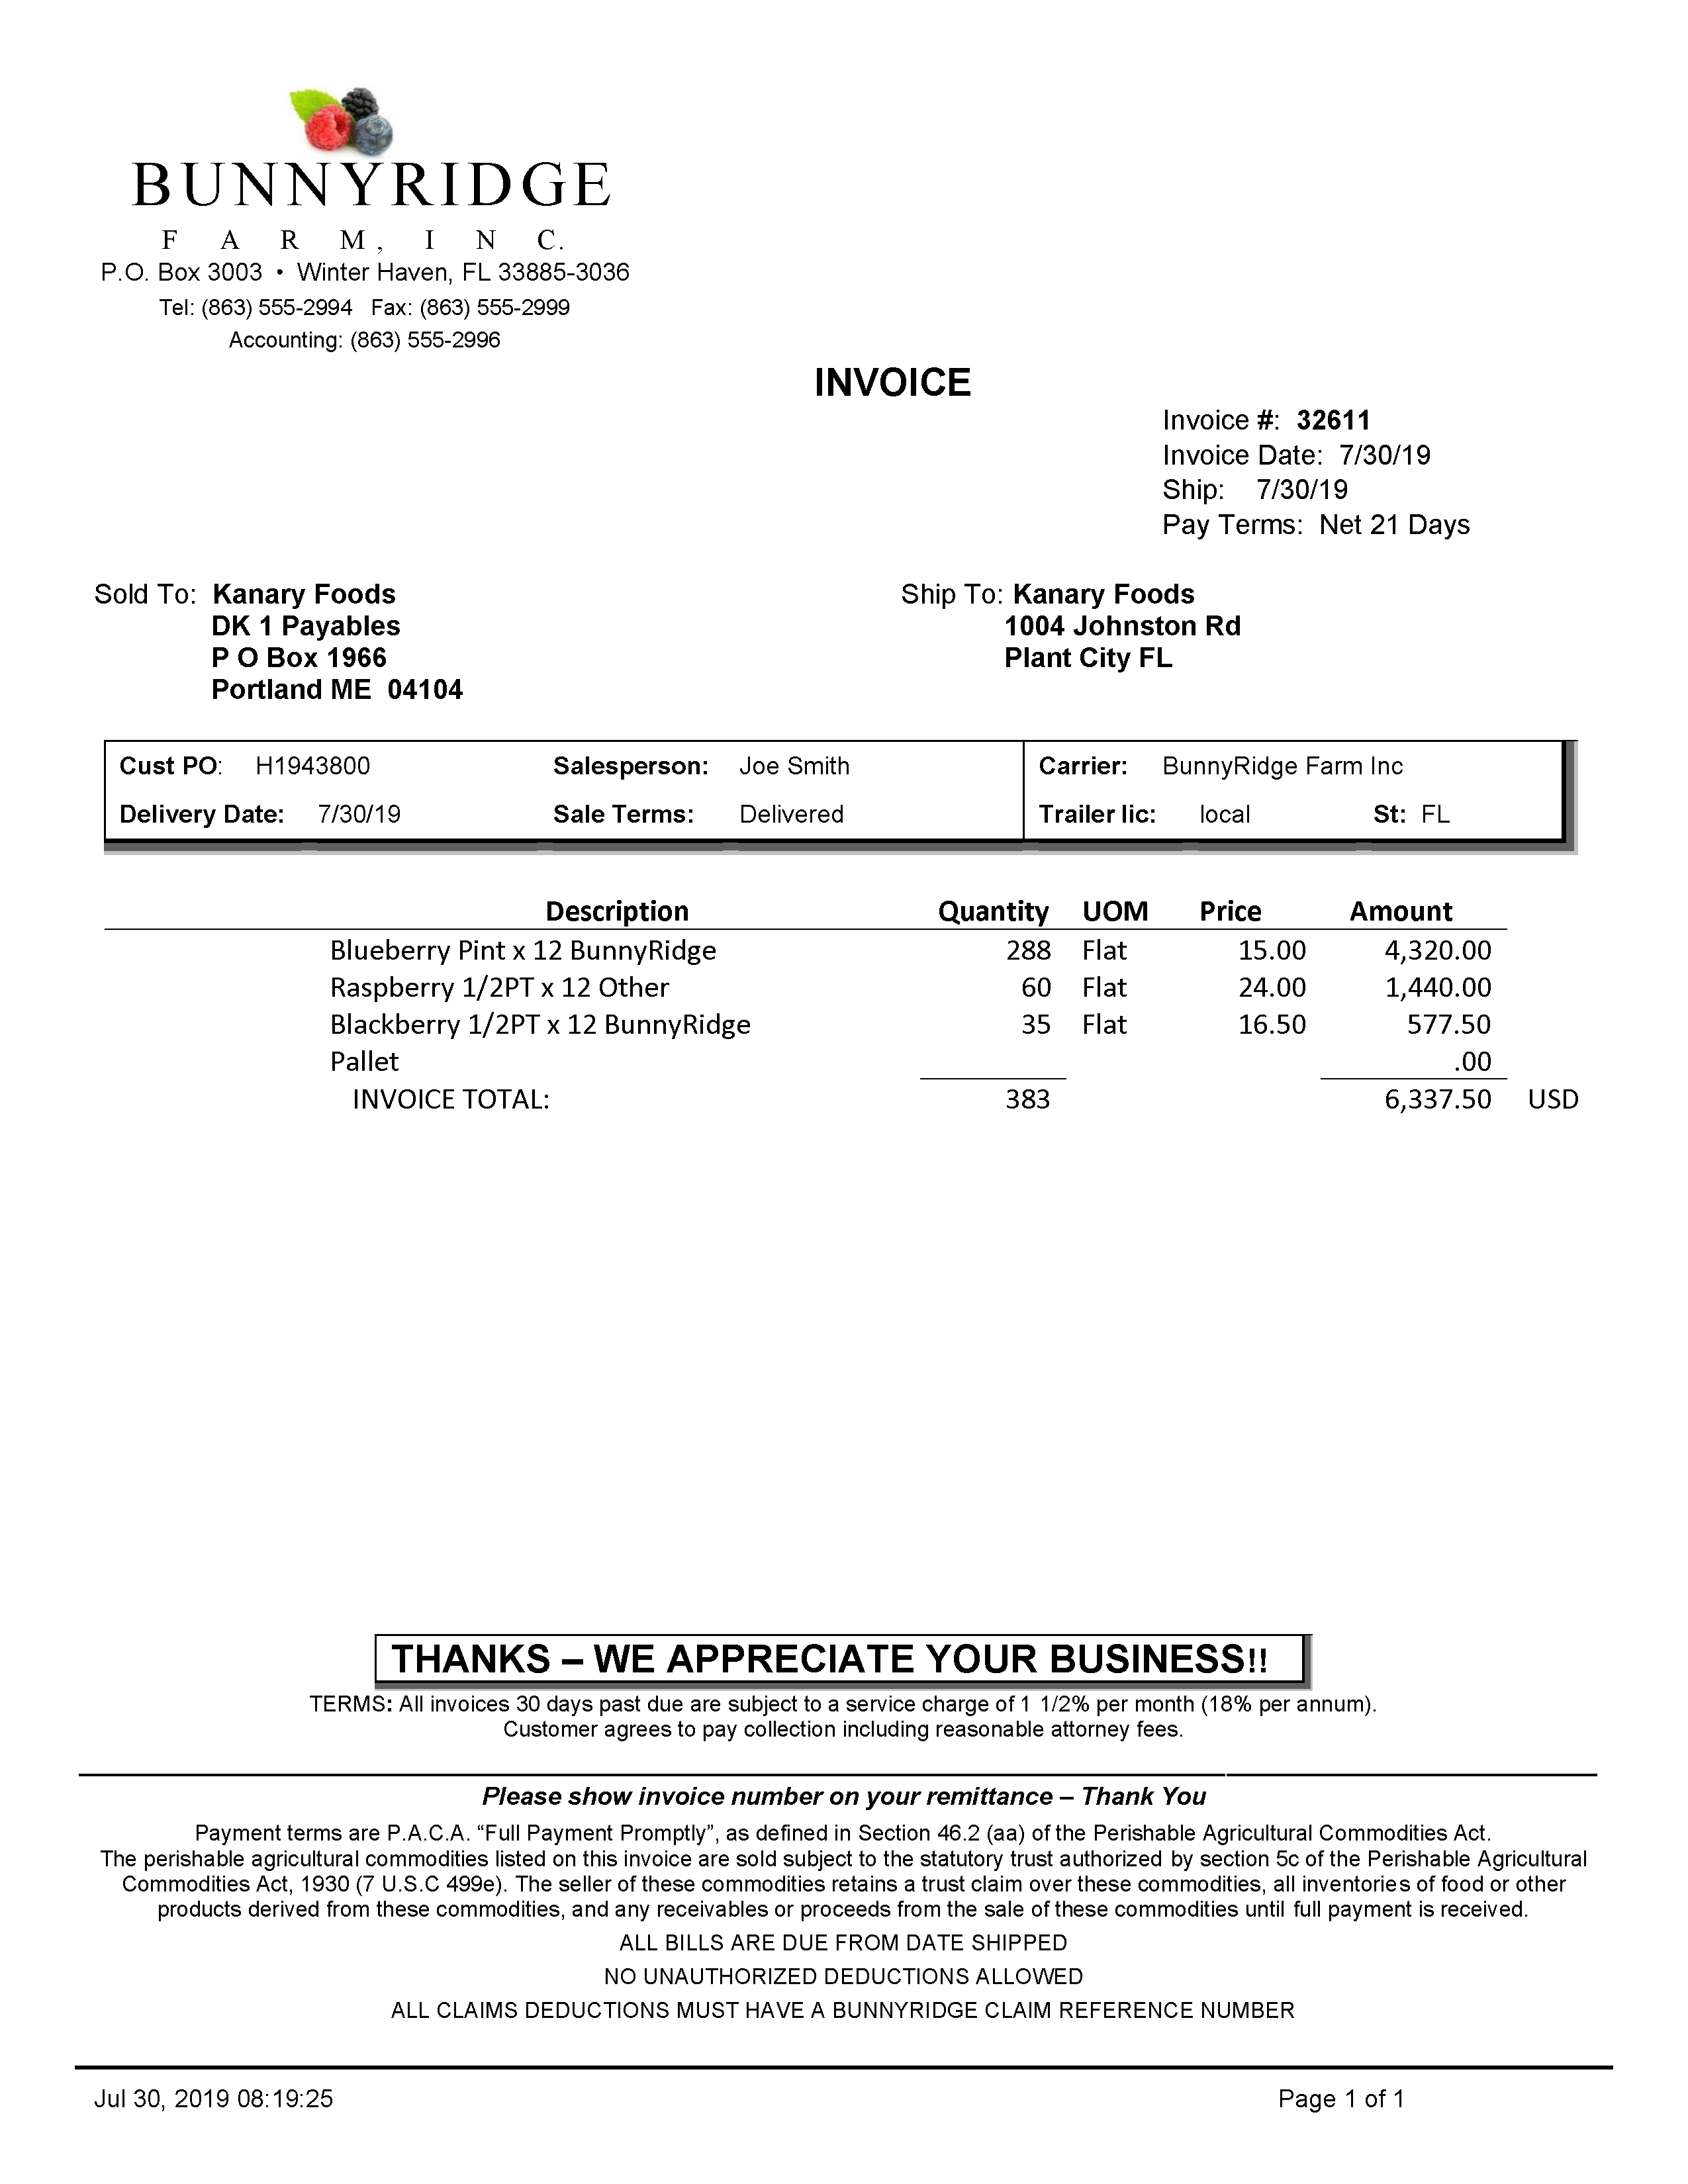 BUNNYRIDGE
FARM, INC.
P.O. Box 3003 • Winter Haven, FL 33885-3036
Tel: (863) 555-2994 Fax: (863) 555-2999
Accounting: (863) 555-2996
INVOICE
Invoice #: 32611
Invoice Date: 7/30/19
Ship: 7/30/19
Pay Terms: Net 21 Days
Sold To: Kanary Foods
DK 1 Payables
P O Box 1966
Portland ME 04104
Ship To: Kanary Foods
1004 Johnston Rd
Plant City FL
Cust PO: H1943800 Salesperson: Joe Smith Carrier: BunnyRidge Farm Inc
Delivery Date: 7/30/19 Sale Terms: Delivered Trailer lic: local St: FL
Description Quantity UOM Price Amount
Blueberry Pint x 12 BunnyRidge 288 Flat 15.00 4,320.00
Raspberry 1/2PT x 12 Other 60 Flat 24.00 1,440.00
Blackberry 1/2PT x 12 BunnyRidge 35 Flat 16.50 577.50
Pallet .00
INVOICE TOTAL: 383 6,337.50 USD
THANKS – WE APPRECIATE YOUR BUSINESS!!
TERMS: All invoices 30 days past due are subject to a service charge of 1 1/2% per month (18% per annum).
Customer agrees to pay collection including reasonable attorney fees.
Please show invoice number on your remittance – Thank You
Payment terms are P.A.C.A. “Full Payment Promptly”, as defined in Section 46.2 (aa) of the Perishable Agricultural Commodities Act.
The perishable agricultural commodities listed on this invoice are sold subject to the statutory trust authorized by section 5c of the Perishable Agricultural
Commodities Act, 1930 (7 U.S.C 499e). The seller of these commodities retains a trust claim over these commodities, all inventories of food or other
products derived from these commodities, and any receivables or proceeds from the sale of these commodities until full payment is received.
ALL BILLS ARE DUE FROM DATE SHIPPED
NO UNAUTHORIZED DEDUCTIONS ALLOWED
ALL CLAIMS DEDUCTIONS MUST HAVE A BUNNYRIDGE CLAIM REFERENCE NUMBER
Jul 30, 2019 08:19:25 Page 1 of 1